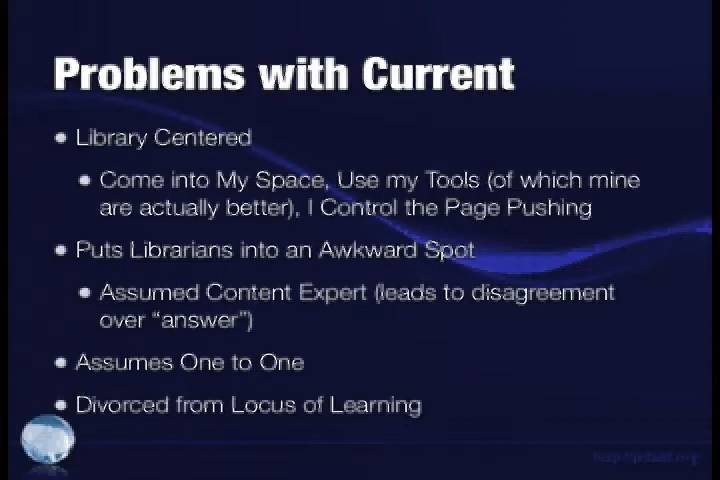 Problems with Current
• Library Centered
• Come into My Space, Use my Tools (of which mine
are actually better), I Control the Page Pushing
• Puts Librarians into an Awkward Spot
• Assumed Content Expert (leads to disagreement
over “answer”)
• Assumes One to One
• Divorced from Locus of Learning